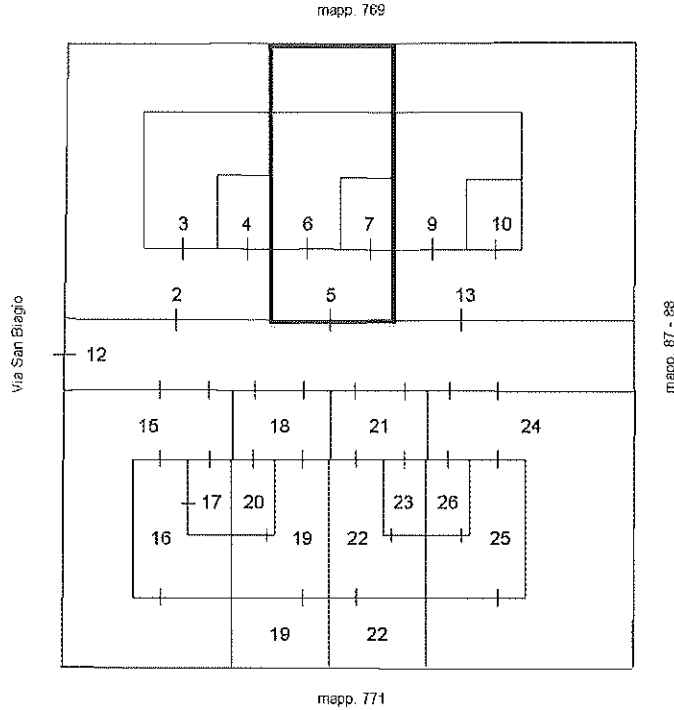 mapp. 769
3 4 6 7 9 10
2 5 13
Via San Biagio
12
mapp. 87 - 88
15 18 21 24
17 20 23 26
16 19 22 25
19 22
mapp. 771